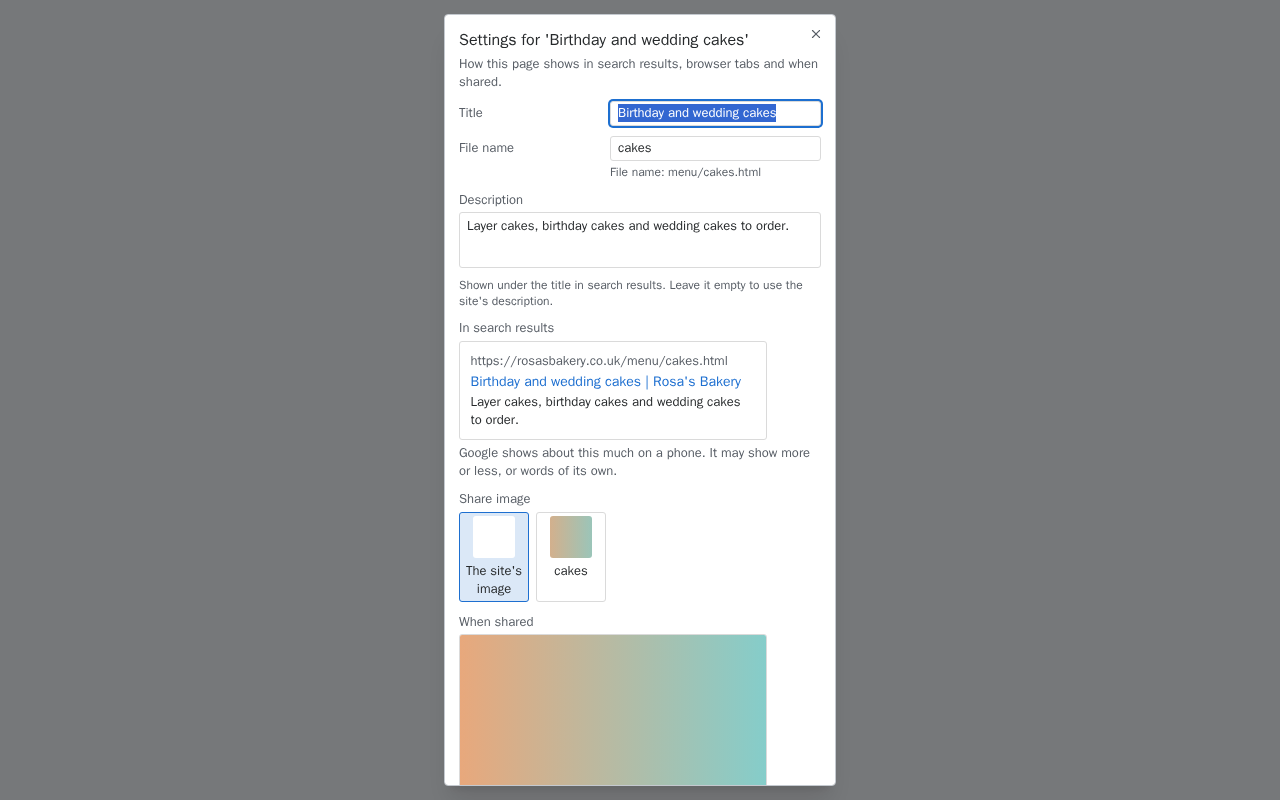 Settings for 'Birthday and wedding cakes'
How this page shows in search results, browser tabs and when
shared.
Title
Birthday and wedding cakes
File name
cakes
File name: menu/cakes.html
Description
Layer cakes, birthday cakes and wedding cakes to order.
Shown under the title in search results. Leave it empty to use the
site's description.
In search results
https://rosasbakery.co.uk/menu/cakes.html
Birthday and wedding cakes | Rosa's Bakery
Layer cakes, birthday cakes and wedding cakes
to order.
Google shows about this much on a phone. It may show more
or less, or words of its own.
Share image
The site's
image
cakes
When shared